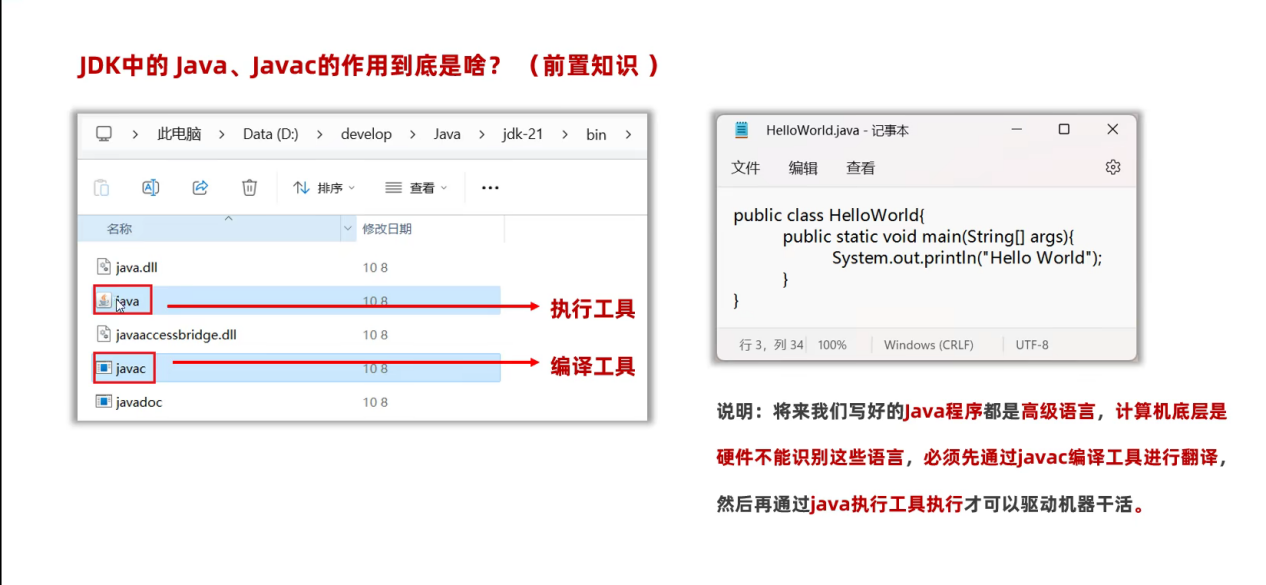 JDK中的 Java、Javac的作用到底是啥？（前置知识 ）
此电脑 > Data (D:) > develop > Java > jdk-21 > bin >
排序 查看 ...
名称 修改日期
java.dll 10 8
java 10 8
执行工具
javaaccessbridge.dll 10 8
javac 10 8
编译工具
javadoc 10 8
HelloWorld.java - 记事本
文件 编辑 查看
public class HelloWorld{
public static void main(String[] args){
System.out.println("Hello World");
}
}
行 3，列 34 100% Windows (CRLF) UTF-8
说明：将来我们写好的Java程序都是高级语言，计算机底层是
硬件不能识别这些语言，必须先通过javac编译工具进行翻译，
然后再通过java执行工具执行才可以驱动机器干活。